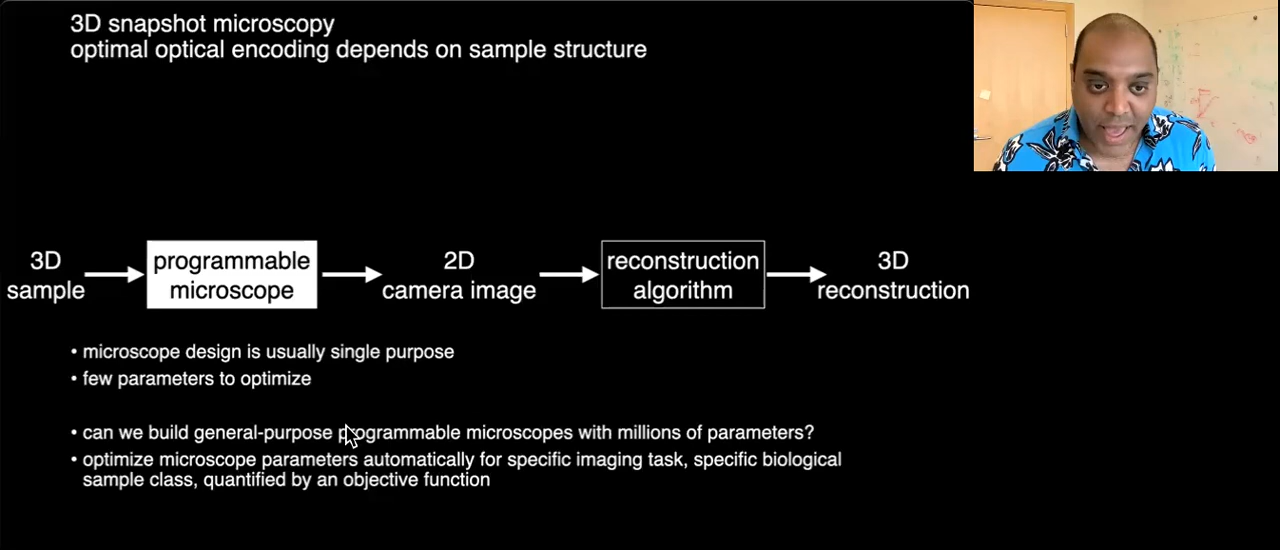 3D snapshot microscopy
optimal optical encoding depends on sample structure
3D
sample
programmable
microscope
2D
camera image
reconstruction
algorithm
3D
reconstruction
• microscope design is usually single purpose
• few parameters to optimize
• can we build general-purpose programmable microscopes with millions of parameters?
• optimize microscope parameters automatically for specific imaging task, specific biological
sample class, quantified by an objective function